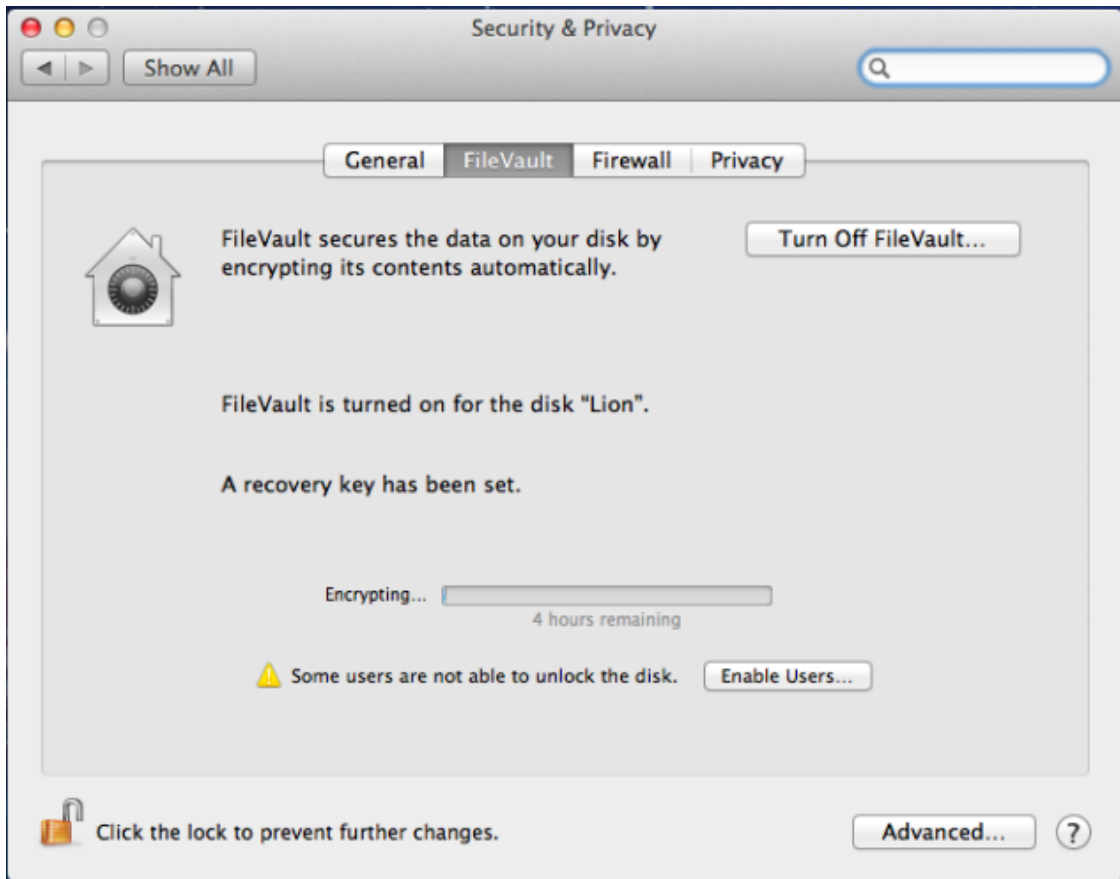 Security & Privacy
Show All
General FileVault Firewall Privacy
FileVault secures the data on your disk by
encrypting its contents automatically.
Turn Off FileVault...
FileVault is turned on for the disk “Lion”.
A recovery key has been set.
Encrypting...
4 hours remaining
Some users are not able to unlock the disk. Enable Users...
Click the lock to prevent further changes. Advanced... ?